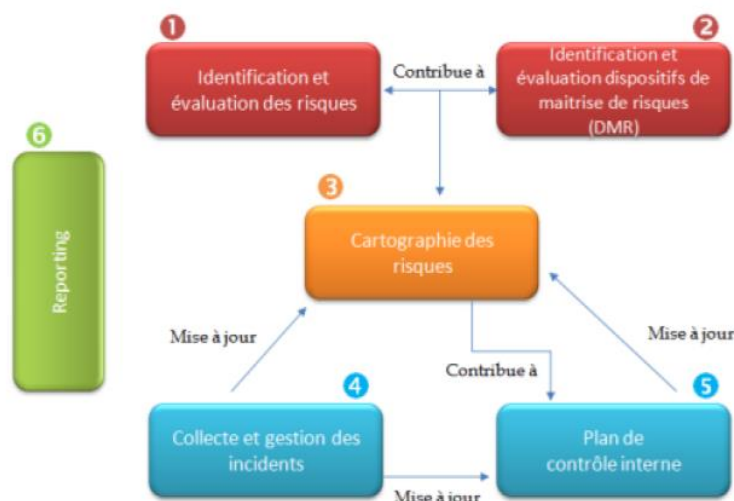 1
Identification et
évaluation des risques
Contribue à
2
Identification et
évaluation dispositifs de
maitrise de risques
(DMR)
6
Reporting
3
Cartographie des
risques
Mise à jour
Mise à jour
Contribue à
4
Collecte et gestion des
incidents
5
Plan de
contrôle interne
Mise à jour